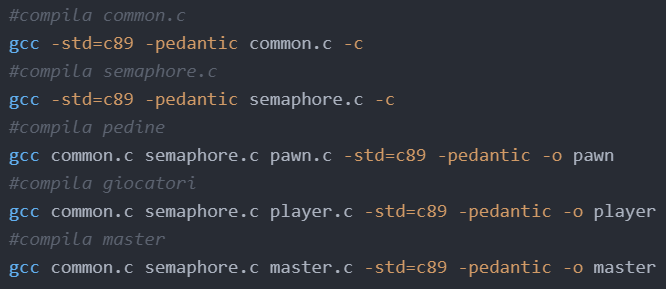 #compila common.c
gcc -std=c89 -pedantic common.c -c
#compila semaphore.c
gcc -std=c89 -pedantic semaphore.c -c
#compila pedine
gcc common.c semaphore.c pawn.c -std=c89 -pedantic -o pawn
#compila giocatori
gcc common.c semaphore.c player.c -std=c89 -pedantic -o player
#compila master
gcc common.c semaphore.c master.c -std=c89 -pedantic -o master